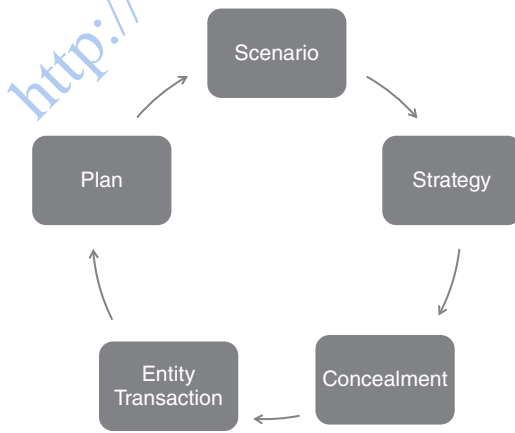 http://
Scenario
Strategy
Concealment
Entity
Transaction
Plan